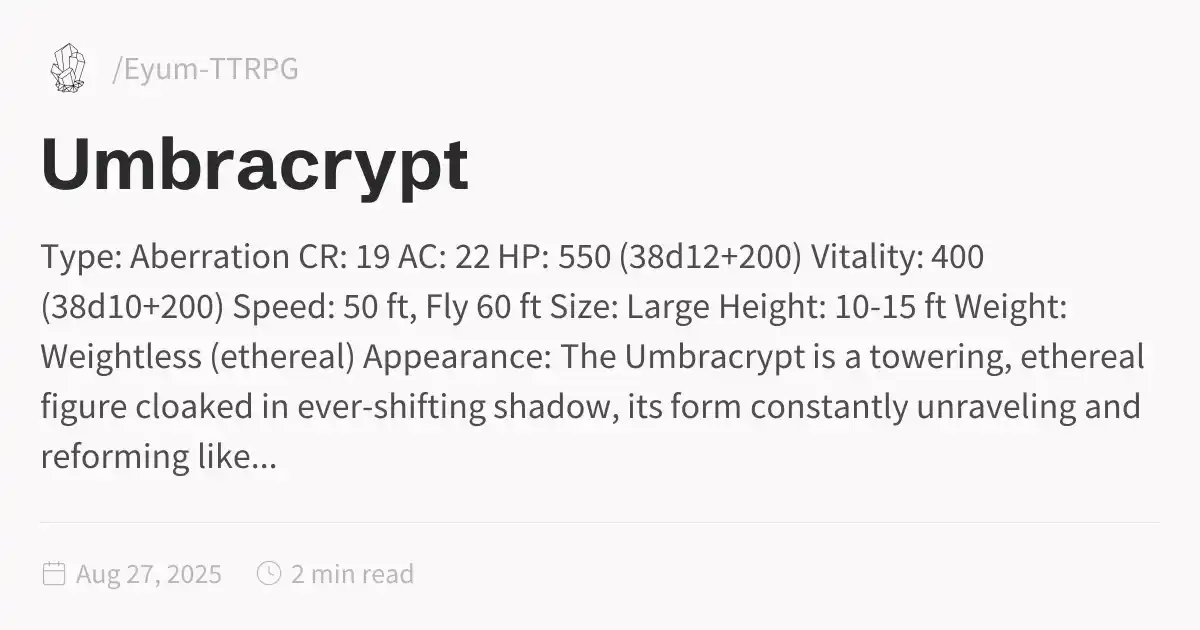 /Eyum-TTRPG
Umbracrypt
Type: Aberration CR: 19 AC: 22 HP: 550 (38d12+200) Vitality: 400
(38d10+200) Speed: 50 ft, Fly 60 ft Size: Large Height: 10-15 ft Weight:
Weightless (ethereal) Appearance: The Umbracrypt is a towering, ethereal
figure cloaked in ever-shifting shadow, its form constantly unraveling and
reforming like...
Aug 27, 2025 2 min read